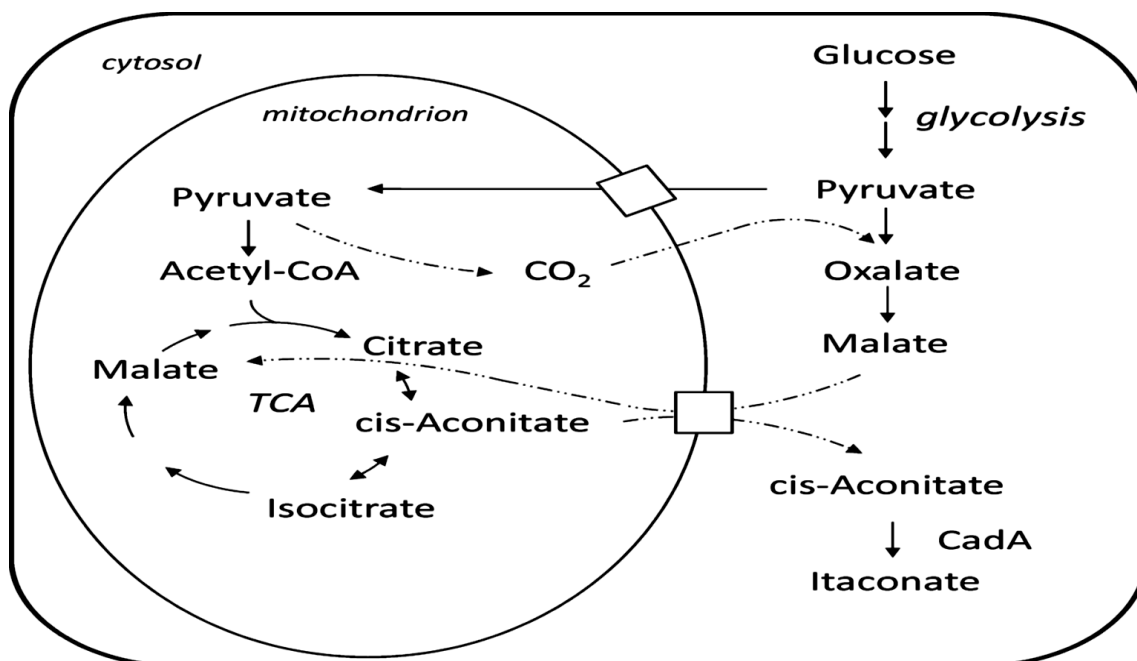 cytosol
mitochondrion
Glucose
glycolysis
Pyruvate
Pyruvate
Acetyl-CoA
CO₂
Oxalate
Citrate
Malate
Malate
TCA
cis-Aconitate
Isocitrate
cis-Aconitate
CadA
Itaconate